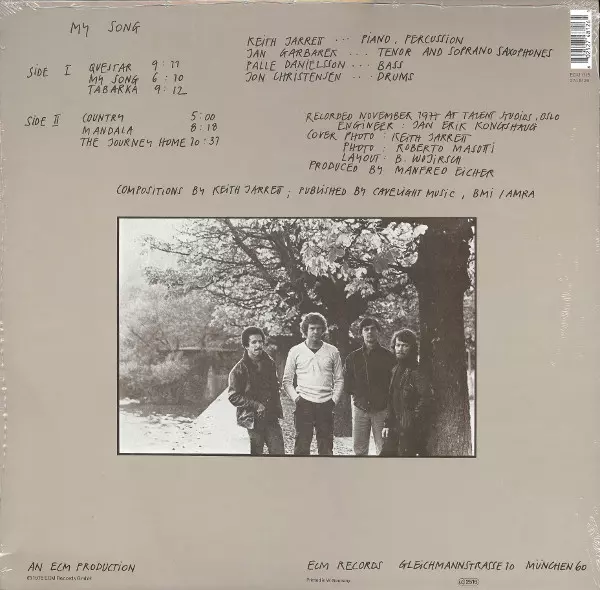 MY SONG
SIDE I QUESTAR 9:11
MY SONG 6:10
TABARKA 9:12
KEITH JARRETT ... PIANO, PERCUSSION
JAN GARBAREK ... TENOR AND SOPRANO SAXOPHONES
PALLE DANIELSSON ... BASS
JON CHRISTENSEN ... DRUMS
SIDE II COUNTRY 5:00
MANDALA 8:18
THE JOURNEY HOME 10:37
RECORDED NOVEMBER 1977 AT TALENT STUDIOS, OSLO
ENGINEER: JAN ERIK KONGSHAUG
COVER PHOTO: KEITH JARRETT
PHOTO: ROBERTO MASOTTI
LAYOUT: B. WOJIRSCH
PRODUCED BY MANFRED EICHER
COMPOSITIONS BY KEITH JARRETT; PUBLISHED BY CAVELIGHT MUSIC, BMI/AMRA
AN ECM PRODUCTION
ECM RECORDS GLEICHMANNSTRASSE 10 MÜNCHEN 60
ECM Records GmbH